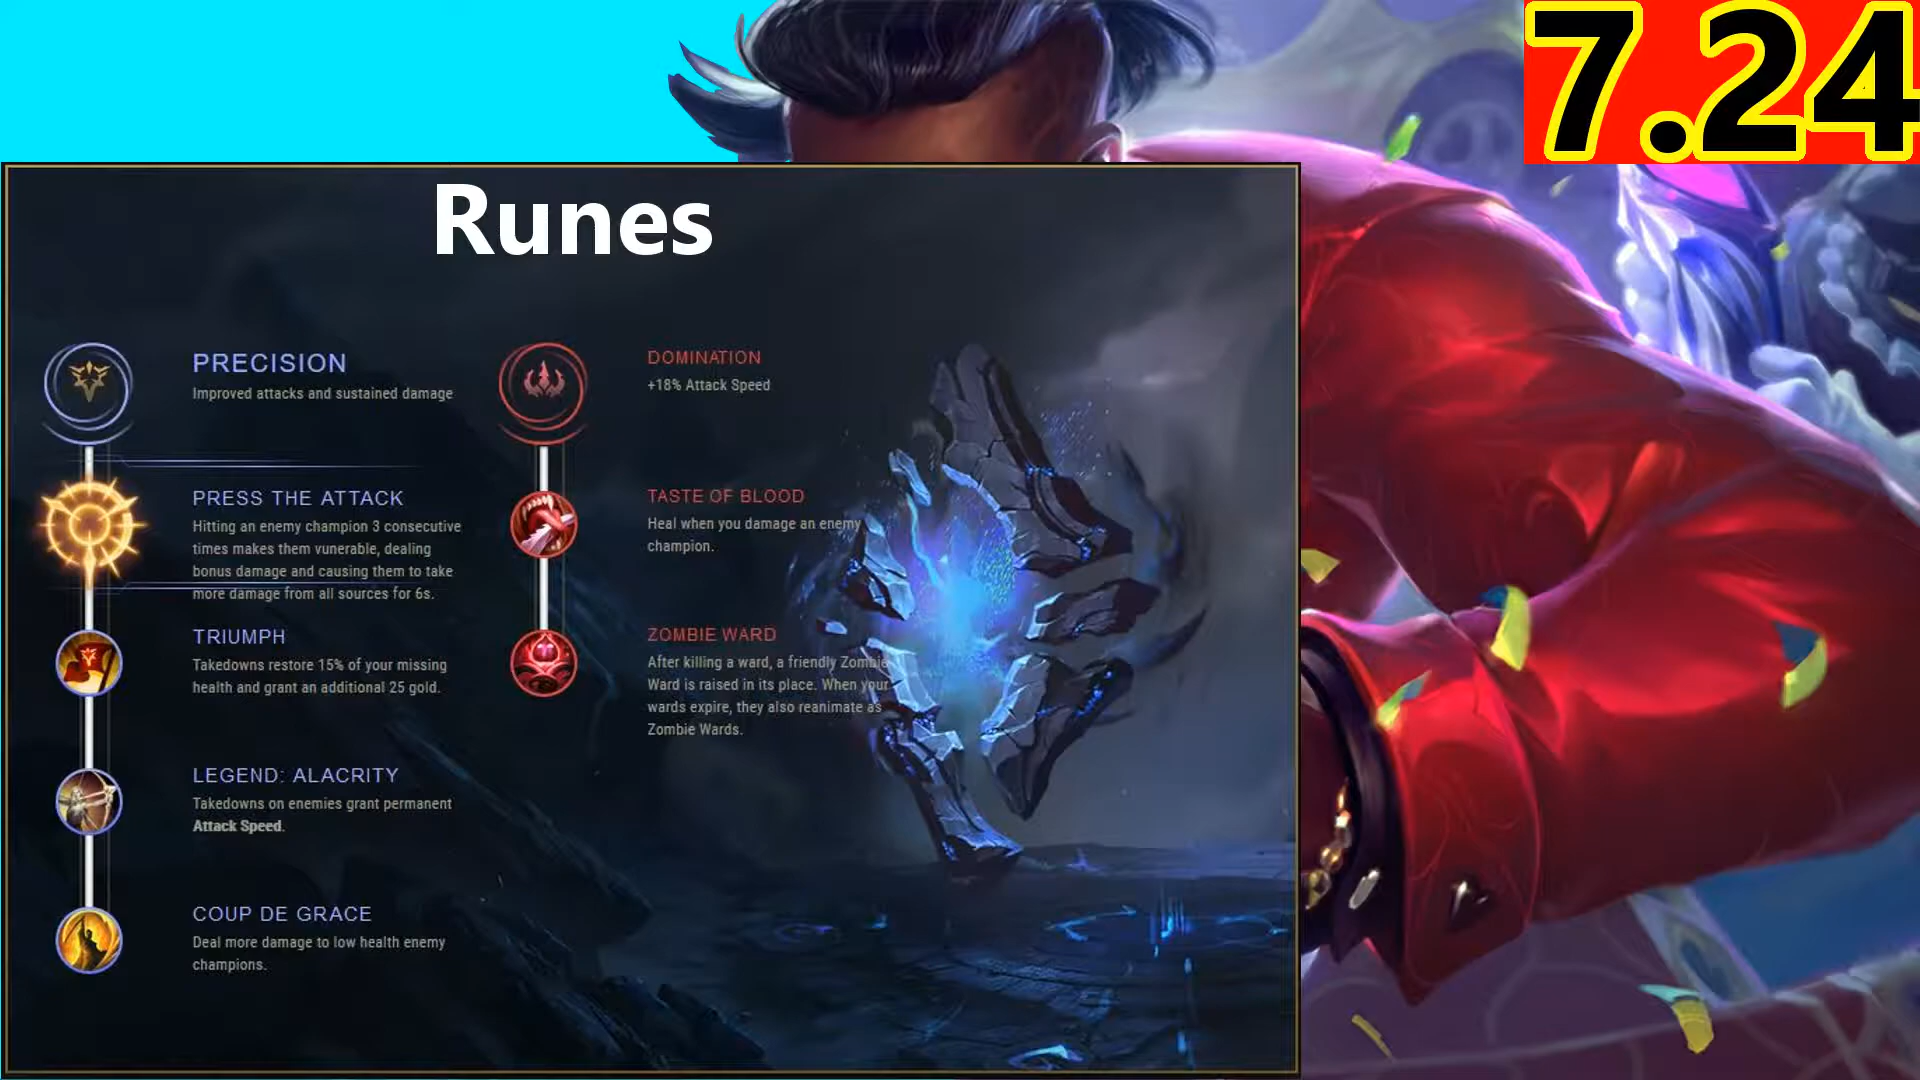 7.24
Runes
PRECISION
Improved attacks and sustained damage
PRESS THE ATTACK
Hitting an enemy champion 3 consecutive
times makes them vunerable, dealing
bonus damage and causing them to take
more damage from all sources for 6s.
TRIUMPH
Takedowns restore 15% of your missing
health and grant an additional 25 gold.
LEGEND: ALACRITY
Takedowns on enemies grant permanent
Attack Speed.
COUP DE GRACE
Deal more damage to low health enemy
champions.
DOMINATION
+18% Attack Speed
TASTE OF BLOOD
Heal when you damage an enemy
champion.
ZOMBIE WARD
After killing a ward, a friendly Zombie
Ward is raised in its place. When your
wards expire, they also reanimate as
Zombie Wards.